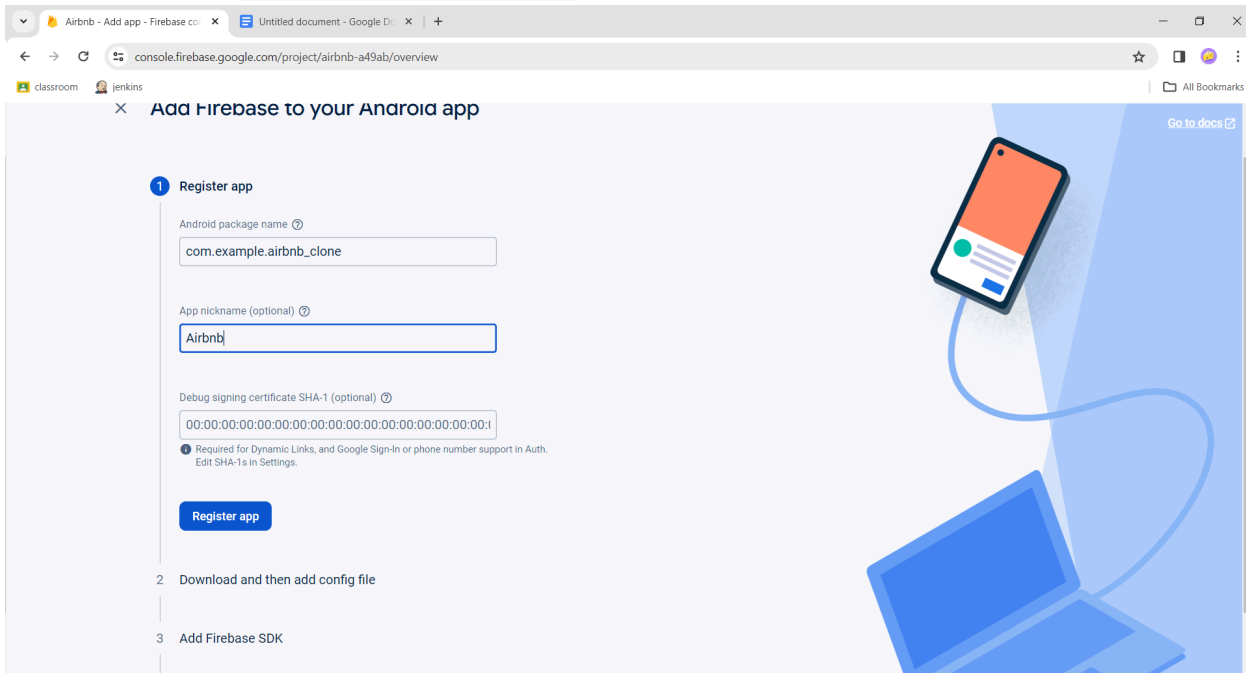 Airbnb - Add app - Firebase cor
Untitled document - Google Do
console.firebase.google.com/project/airbnb-a49ab/overview
classroom
jenkins
All Bookmarks
Add Firebase to your Android app
Go to docs
1 Register app
Android package name
com.example.airbnb_clone
App nickname (optional)
Airbnb
Debug signing certificate SHA-1 (optional)
00:00:00:00:00:00:00:00:00:00:00:00:00:00:00:00:00:
Required for Dynamic Links, and Google Sign-In or phone number support in Auth.
Edit SHA-1s in Settings.
Register app
2 Download and then add config file
3 Add Firebase SDK